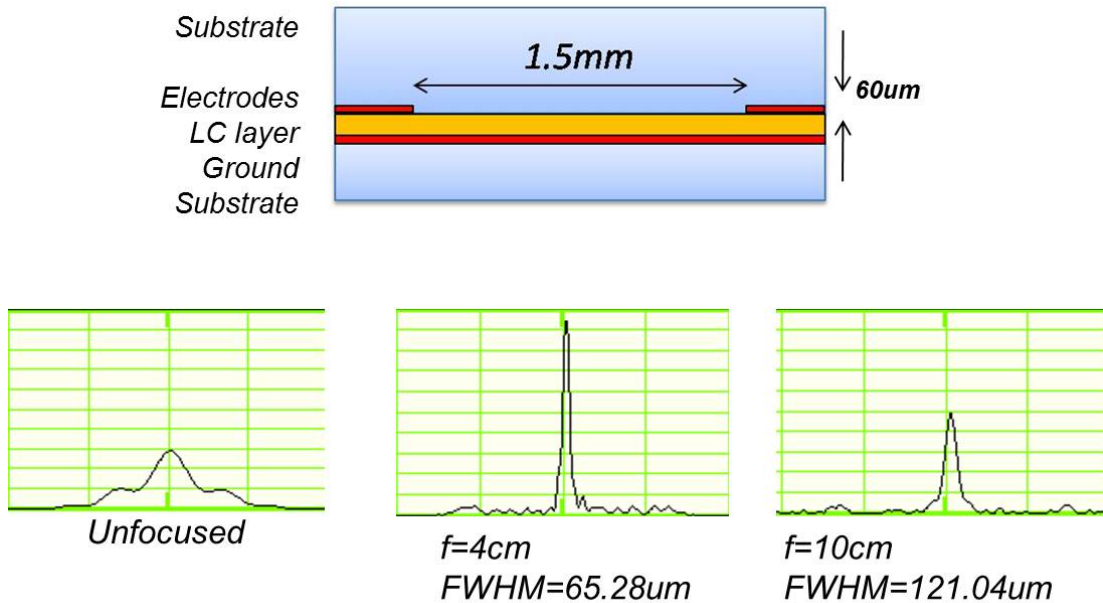 Substrate
1.5mm
Electrodes
60um
LC layer
Ground
Substrate
Unfocused
f=4cm
FWHM=65.28um
f=10cm
FWHM=121.04um